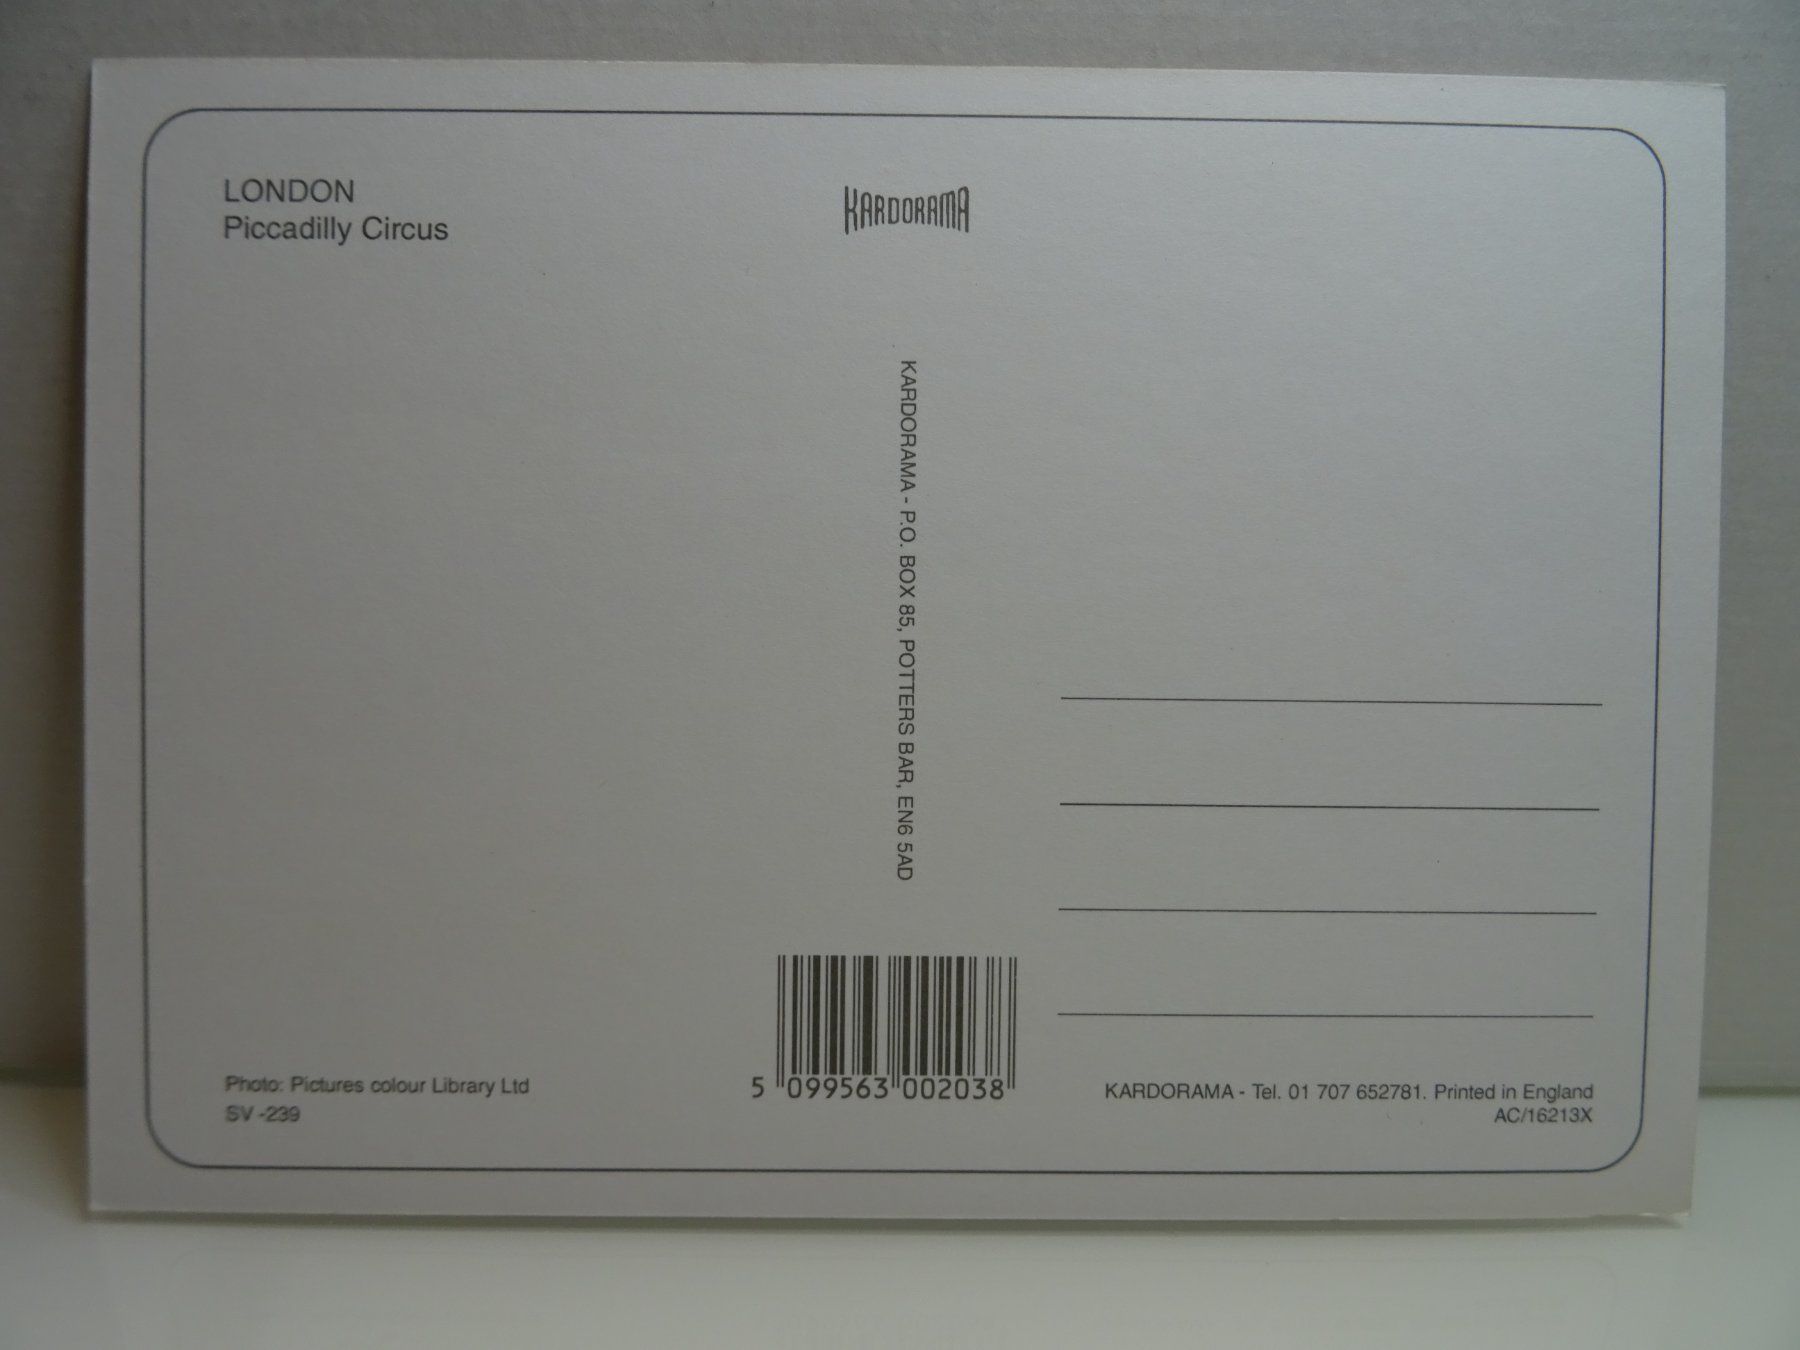 LONDON
Piccadilly Circus
KARDORAMA
KARDORAMA - P.O. BOX 85, POTTERS BAR, EN6 5AD
Photo: Pictures colour Library Ltd
SV -239
5 099563 002038
KARDORAMA - Tel. 01 707 652781. Printed in England
AC/16213X